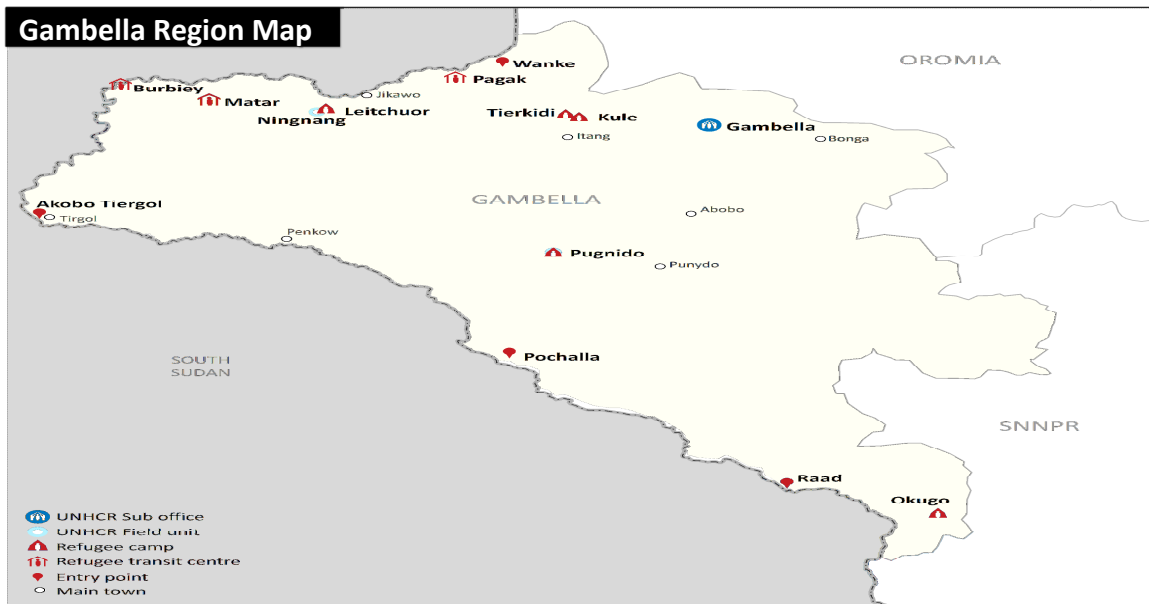 Gambella Region Map
OROMIA
Wanke
Pagak
Burbiey
Jikawo
Matar
Leitchuor
Ningnang
Tierkidi
Kule
Itang
Gambella
Bonga
GAMBELLA
Akobo Tiergol
Tirgol
Abobo
Penkow
Pugnido
Punydo
Pochalla
SOUTH
SUDAN
SNNPR
Raad
Okugo
UNHCR Sub office
UNHCR Field unit
Refugee camp
Refugee transit centre
Entry point
Main town